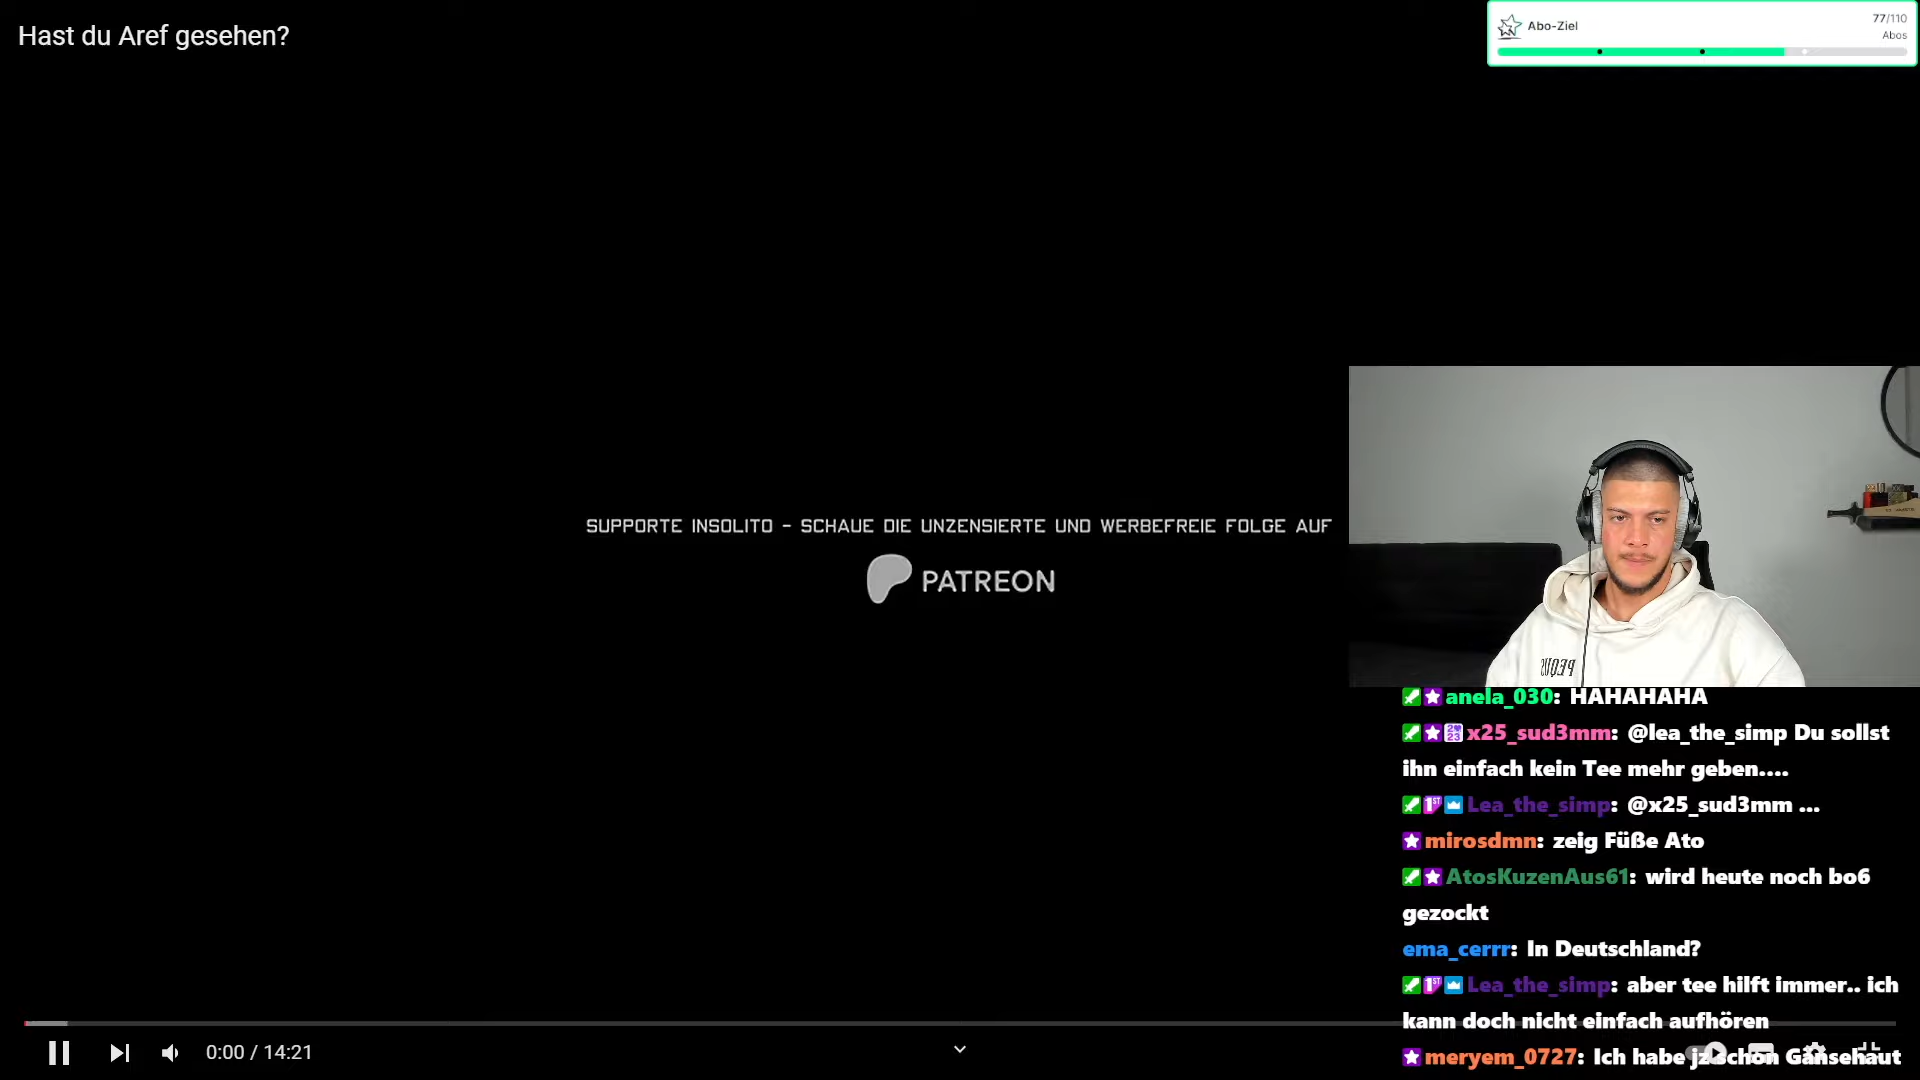 Hast du Aref gesehen?
Abo-Ziel
77/110
Abos
SUPPORTE INSOLITO - SCHAUE DIE UNZENSIERTE UND WERBEFREIE FOLGE AUF
PATREON
anela_030: HAHAHAHA
x25_sud3mm: @lea_the_simp Du sollst
ihn einfach kein Tee mehr geben....
Lea_the_simp: @x25_sud3mm ...
mirosdmn: zeig Füße Ato
AtosKuzenAus61: wird heute noch bo6
gezockt
ema_cerrr: In Deutschland?
Lea_the_simp: aber tee hilft immer.. ich
kann doch nicht einfach aufhören
meryem_0727: Ich habe jz schon Gänsehaut
0:00 / 14:21